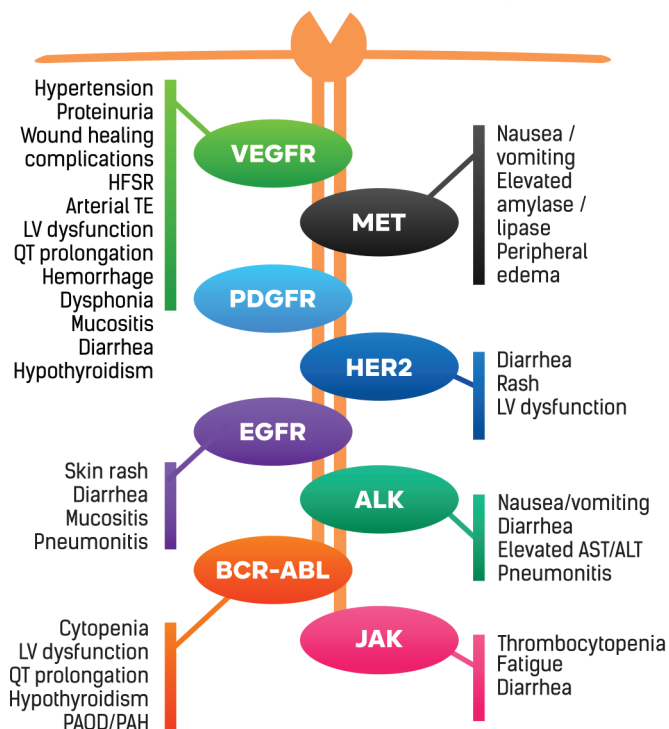 Hypertension
Proteinuria
Wound healing
complications
HFSR
Arterial TE
LV dysfunction
QT prolongation
Hemorrhage
Dysphonia
Mucositis
Diarrhea
Hypothyroidism
VEGFR
MET
Nausea /
vomiting
Elevated
amylase /
lipase
Peripheral
edema
PDGFR
HER2
Diarrhea
Rash
LV dysfunction
EGFR
Skin rash
Diarrhea
Mucositis
Pneumonitis
ALK
Nausea/vomiting
Diarrhea
Elevated AST/ALT
Pneumonitis
BCR-ABL
Cytopenia
LV dysfunction
QT prolongation
Hypothyroidism
PAOD/PAH
JAK
Thrombocytopenia
Fatigue
Diarrhea